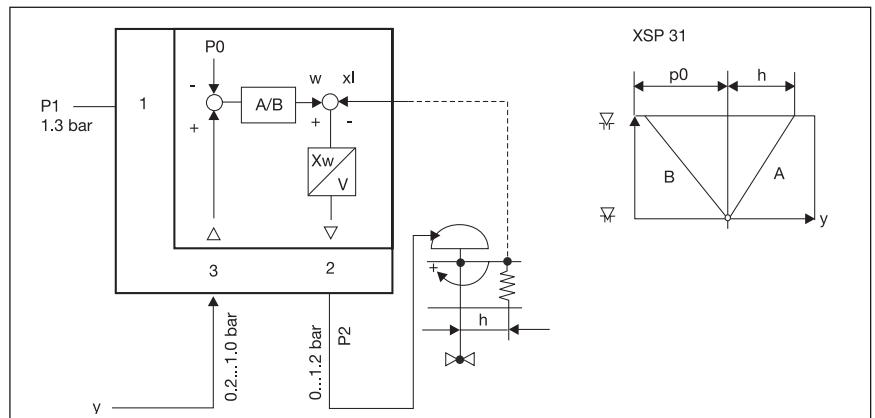 XSP 31
P0
p0
h
-
w
xl
P1
1.3 bar
1
A/B
+
+
-
Xw
V
B
A
y
3
2
+
0.2...1.0 bar
0...1.2 bar
P2
h
y